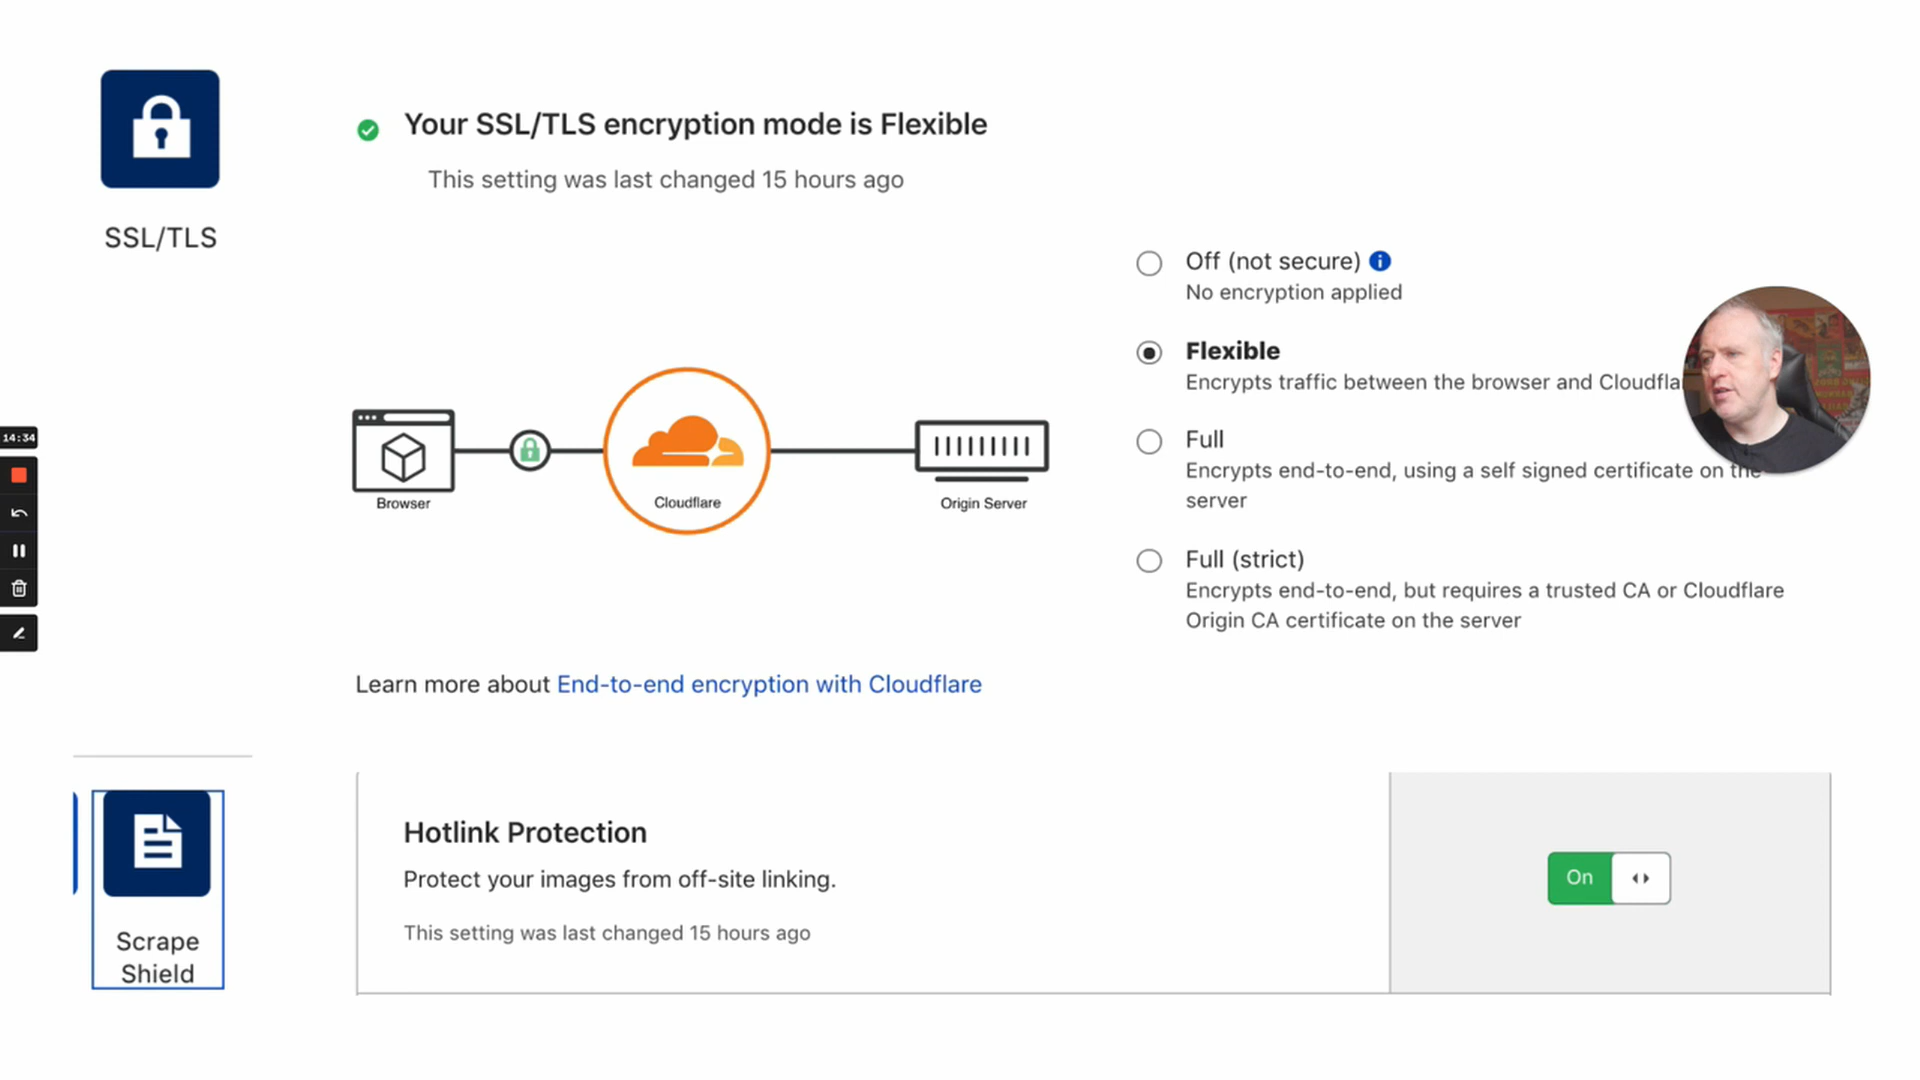 Your SSL/TLS encryption mode is Flexible
This setting was last changed 15 hours ago
SSL/TLS
Off (not secure)
No encryption applied
Flexible
Encrypts traffic between the browser and
Full
Encrypts end-to-end, using a self signed certificate on the
server
Full (strict)
Encrypts end-to-end, but requires a trusted CA or Cloudflare
Origin CA certificate on the server
Browser
Cloudflare
Origin Server
14:34
Learn more about End-to-end encryption with Cloudflare
Scrape
Shield
Hotlink Protection
Protect your images from off-site linking.
This setting was last changed 15 hours ago
On